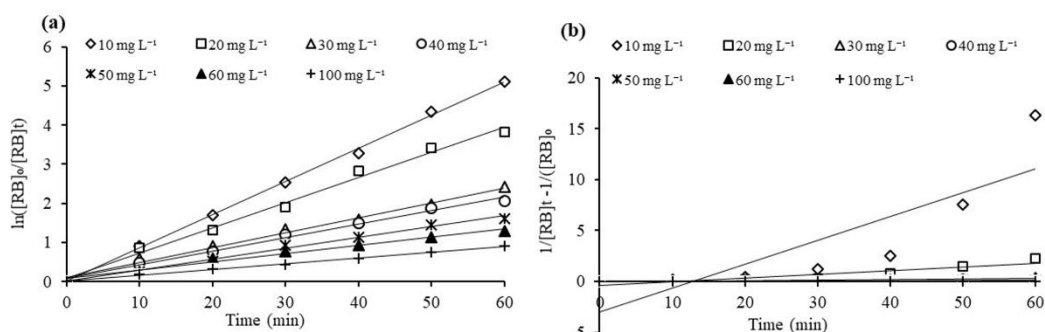 (a)
10 mg L⁻¹ 20 mg L⁻¹ 30 mg L⁻¹ 40 mg L⁻¹
50 mg L⁻¹ 60 mg L⁻¹ 100 mg L⁻¹
ln([RB]₀/[RB]t)
6
5
4
3
2
1
0
0 10 20 30 40 50 60
Time (min)
(b)
10 mg L⁻¹ 20 mg L⁻¹ 30 mg L⁻¹ 40 mg L⁻¹
50 mg L⁻¹ 60 mg L⁻¹ 100 mg L⁻¹
1/[RB]t -1/([RB]₀
20
15
10
5
0
5
0 10 20 30 40 50 60
Time (min)